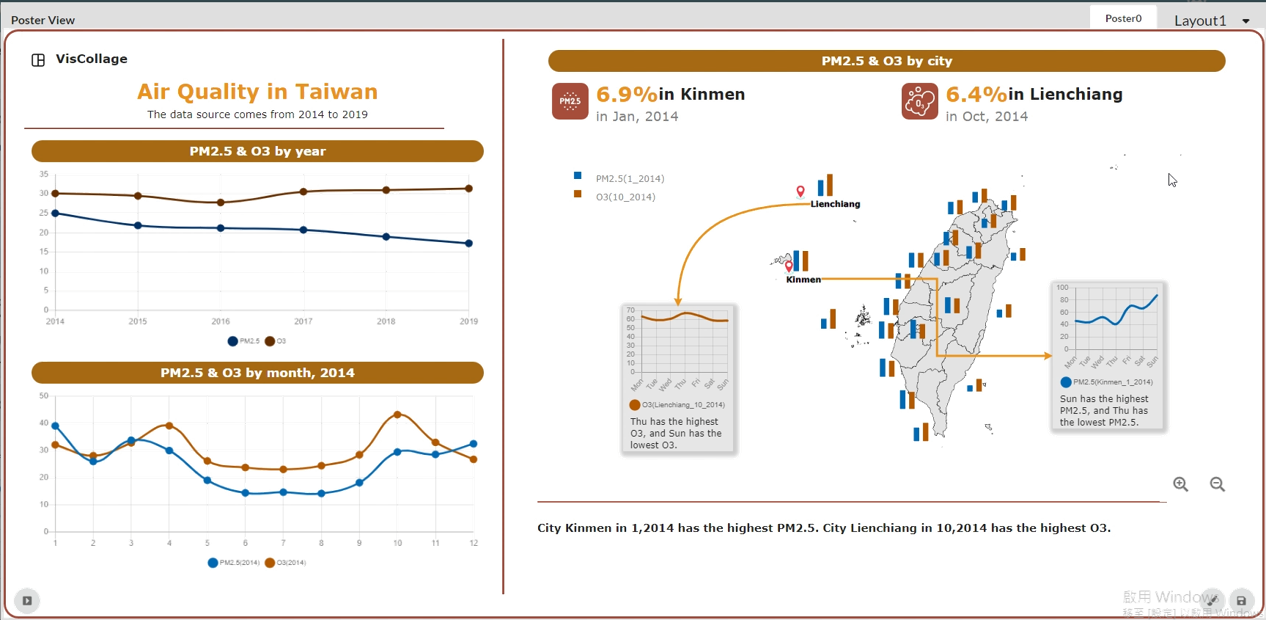 Poster View
Poster0
Layout1
VisCollage
Air Quality in Taiwan
The data source comes from 2014 to 2019
PM2.5 & O3 by year
35
30
25
20
15
10
5
0
2014 2015 2016 2017 2018 2019
PM2.5 O3
PM2.5 & O3 by month, 2014
50
40
30
20
10
0
1 2 3 4 5 6 7 8 9 10 11 12
PM2.5(2014) O3(2014)
PM2.5 & O3 by city
PM2.5
6.9% in Kinmen
in Jan, 2014
O3
6.4% in Lienchiang
in Oct, 2014
PM2.5(1_2014)
O3(10_2014)
Lienchiang
Kinmen
70
60
50
40
30
20
10
0
Mon Tue Wed Thu Fri Sat Sun
O3(Lienchiang_10_2014)
Thu has the highest
O3, and Sun has the
lowest O3.
100
80
60
40
20
0
Mon Tue Wed Thu Fri Sat Sun
PM2.5(Kinmen_1_2014)
Sun has the highest
PM2.5, and Thu has
the lowest PM2.5.
City Kinmen in 1,2014 has the highest PM2.5. City Lienchiang in 10,2014 has the highest O3.
啟用 Windows
移至 [設定] 以啟用 Windows